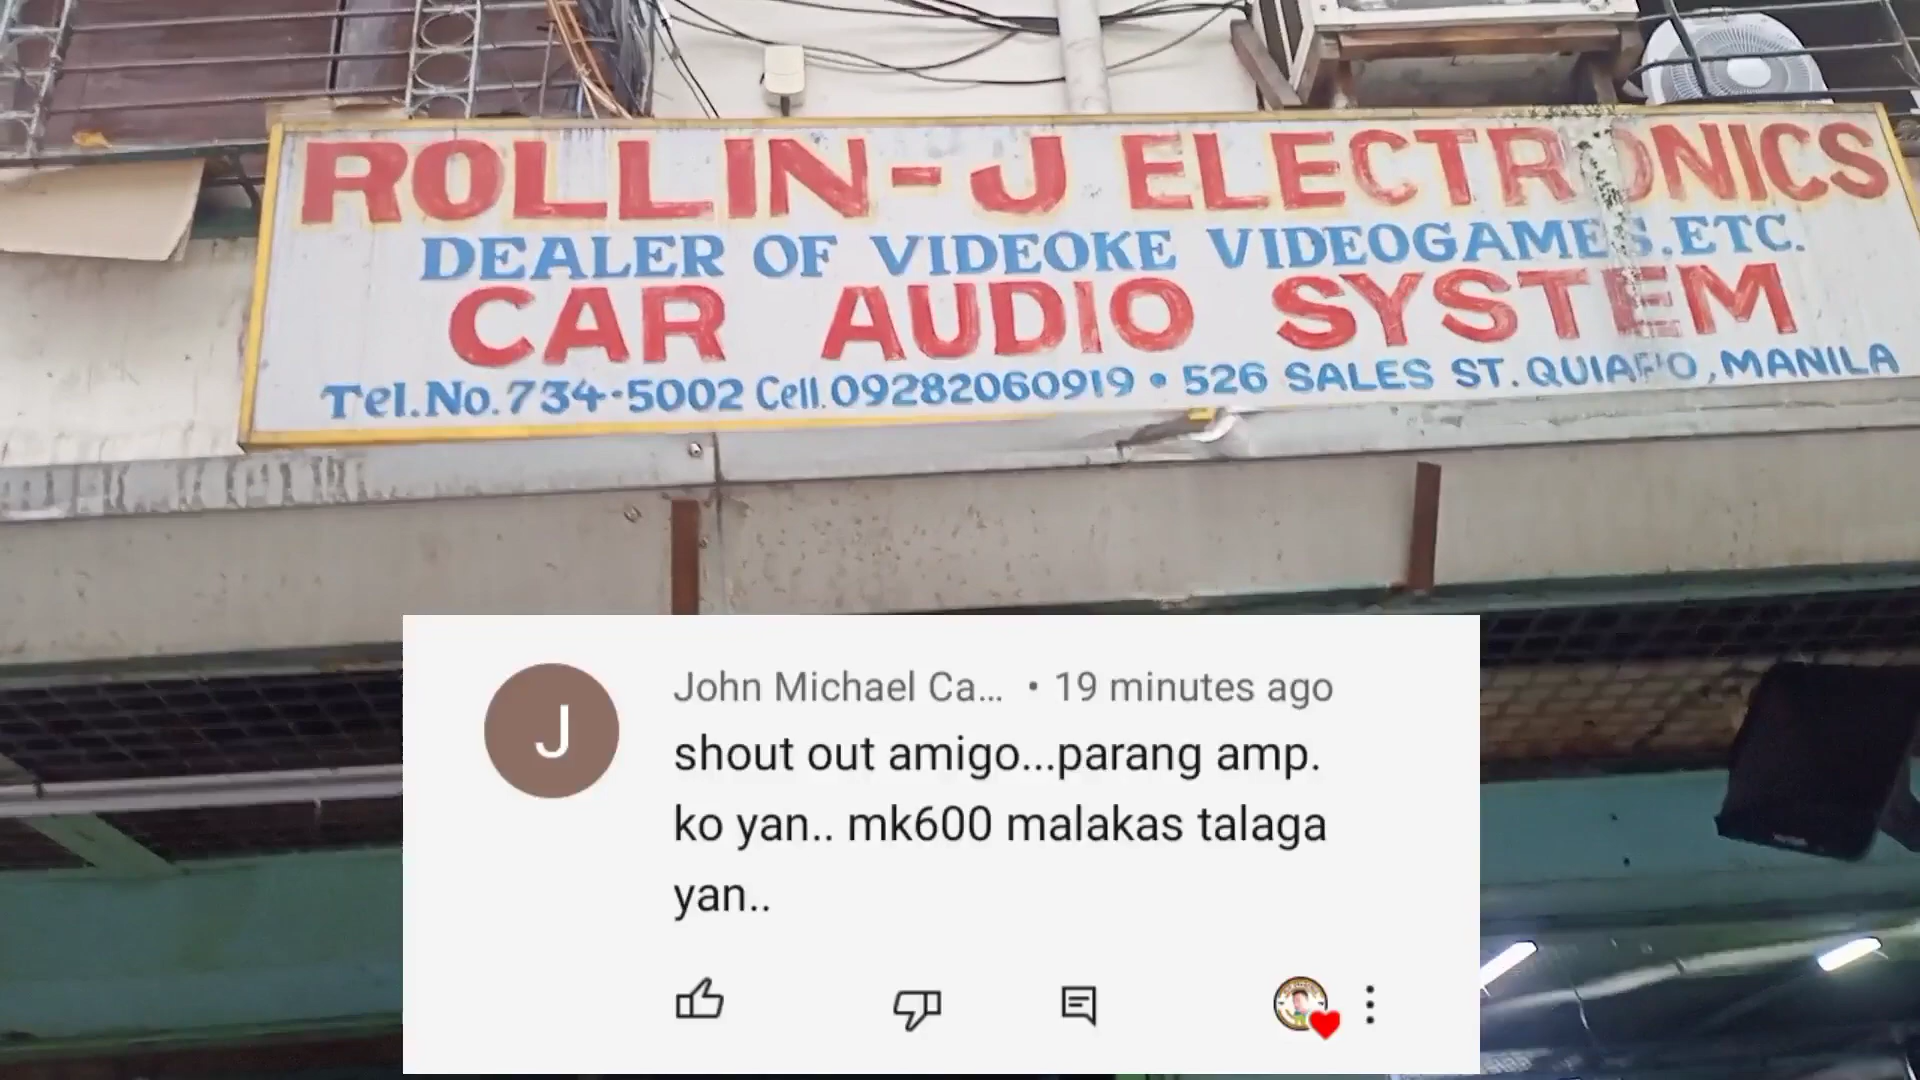 ROLLIN-J ELECTRONICS
DEALER OF VIDEOKE VIDEOGAMES.ETC.
CAR AUDIO SYSTEM
Tel.No.734-5002 Cell.09282060919 • 526 SALES ST. QUIAPO, MANILA
John Michael Ca... • 19 minutes ago
J
shout out amigo...parang amp.
ko yan.. mk600 malakas talaga
yan..